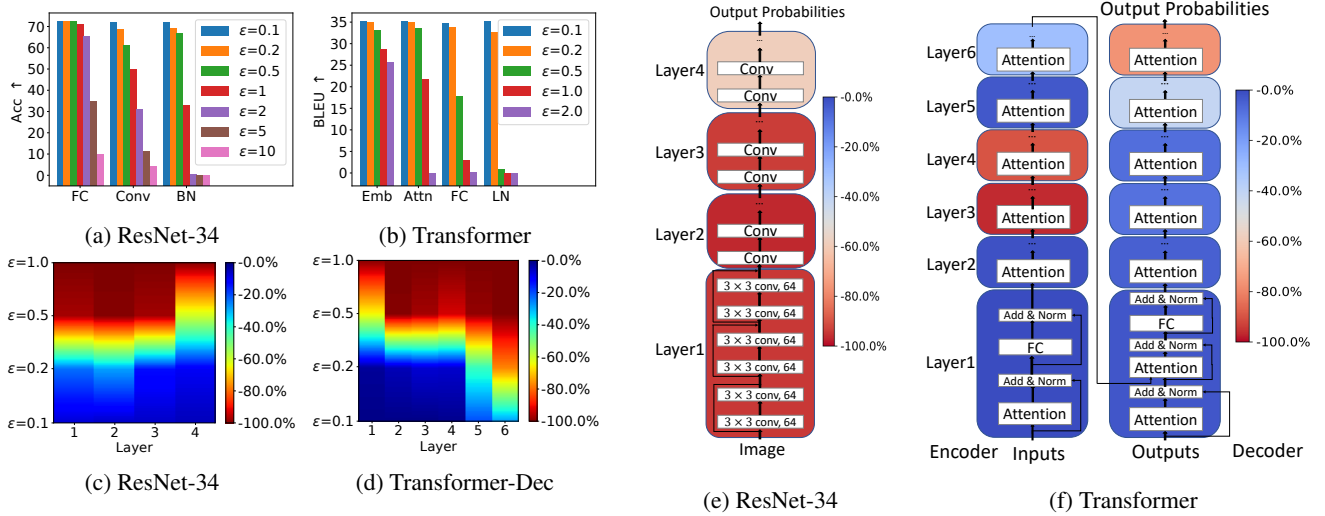 70
60
50
40
30
20
10
0
Acc ↑
FC Conv BN
ε=0.1
ε=0.2
ε=0.5
ε=1
ε=2
ε=5
ε=10
(a) ResNet-34
35
30
25
20
15
10
5
0
BLEU ↑
Emb Attn FC LN
ε=0.1
ε=0.2
ε=0.5
ε=1.0
ε=2.0
(b) Transformer
ε=1.0
ε=0.5
ε=0.2
ε=0.1
1 2 3 4
Layer
-0.0%
-20.0%
-40.0%
-60.0%
-80.0%
-100.0%
(c) ResNet-34
ε=1.0
ε=0.5
ε=0.2
ε=0.1
1 2 3 4 5 6
Layer
-0.0%
-20.0%
-40.0%
-60.0%
-80.0%
-100.0%
(d) Transformer-Dec
Output Probabilities
...
Layer4
Conv
Conv
...
Layer3
Conv
Conv
...
Layer2
Conv
Conv
Layer1
3 × 3 conv, 64
3 × 3 conv, 64
3 × 3 conv, 64
3 × 3 conv, 64
3 × 3 conv, 64
3 × 3 conv, 64
Image
-0.0%
-20.0%
-40.0%
-60.0%
-80.0%
-100.0%
(e) ResNet-34
Layer6
...
Attention
Layer5
...
Attention
Layer4
...
Attention
Layer3
...
Attention
Layer2
...
Attention
Layer1
Add & Norm
FC
Add & Norm
Attention
Encoder Inputs
Output Probabilities
...
Attention
...
Attention
...
Attention
...
Attention
...
Attention
Add & Norm
FC
Add & Norm
Attention
Add & Norm
Attention
Outputs Decoder
-0.0%
-20.0%
-40.0%
-60.0%
-80.0%
-100.0%
(f) Transformer